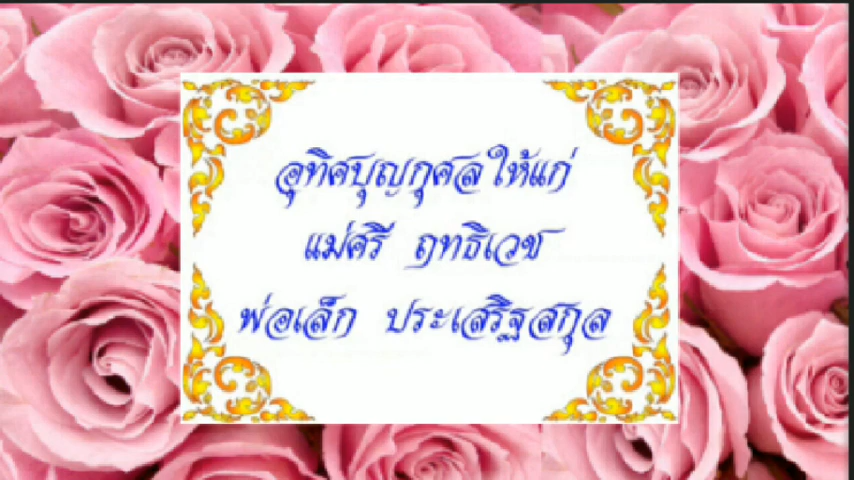 อุทิศบุญกุศลให้แก่
แม่ศรี ฤทธิเวช
พ่อเล็ก ประเสริฐสกุล